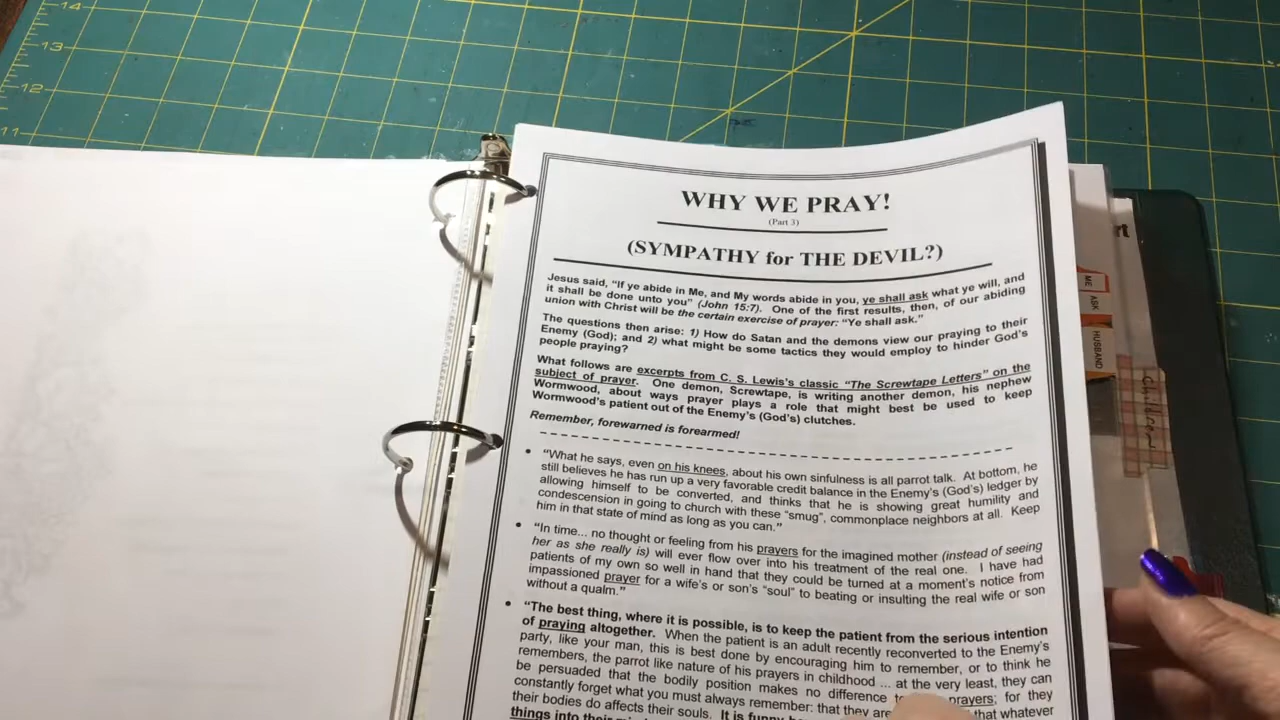 14
13
12
11
WHY WE PRAY!
(Part 3)
(SYMPATHY for THE DEVIL?)
Jesus said, “If ye abide in Me, and My words abide in you, ye shall ask what ye will, and
it shall be done unto you” (John 15:7). One of the first results, then, of our abiding
union with Christ will be the certain exercise of prayer: “Ye shall ask.”
The questions then arise: 1) How do Satan and the demons view our praying to their
Enemy (God); and 2) what might be some tactics they would employ to hinder God’s
people praying?
What follows are excerpts from C. S. Lewis’s classic “The Screwtape Letters” on the
subject of prayer. One demon, Screwtape, is writing another demon, his nephew
Wormwood, about ways prayer plays a role that might best be used to keep
Wormwood’s patient out of the Enemy’s (God’s) clutches.
Remember, forewarned is forearmed!
• “What he says, even on his knees, about his own sinfulness is all parrot talk. At bottom, he
still believes he has run up a very favorable credit balance in the Enemy’s (God’s) ledger by
allowing himself to be converted, and thinks that he is showing great humility and
condescension in going to church with these “smug”, commonplace neighbors at all. Keep
him in that state of mind as long as you can.”
• “In time... no thought or feeling from his prayers for the imagined mother (instead of seeing
her as she really is) will ever flow over into his treatment of the real one. I have had
patients of my own so well in hand that they could be turned at a moment’s notice from
impassioned prayer for a wife’s or son’s “soul” to beating or insulting the real wife or son
without a qualm.”
• “The best thing, where it is possible, is to keep the patient from the serious intention
of praying altogether. When the patient is an adult recently reconverted to the Enemy’s
party, like your man, this is best done by encouraging him to remember, or to think he
remembers, the parrot like nature of his prayers in childhood ... at the very least, they can
be persuaded that the bodily position makes no difference to prayers; for they
constantly forget what you must always remember: that they are that whatever
their bodies do affects their souls. It is funny
things into their
rt
ME
ASK
HUSBAND
Children